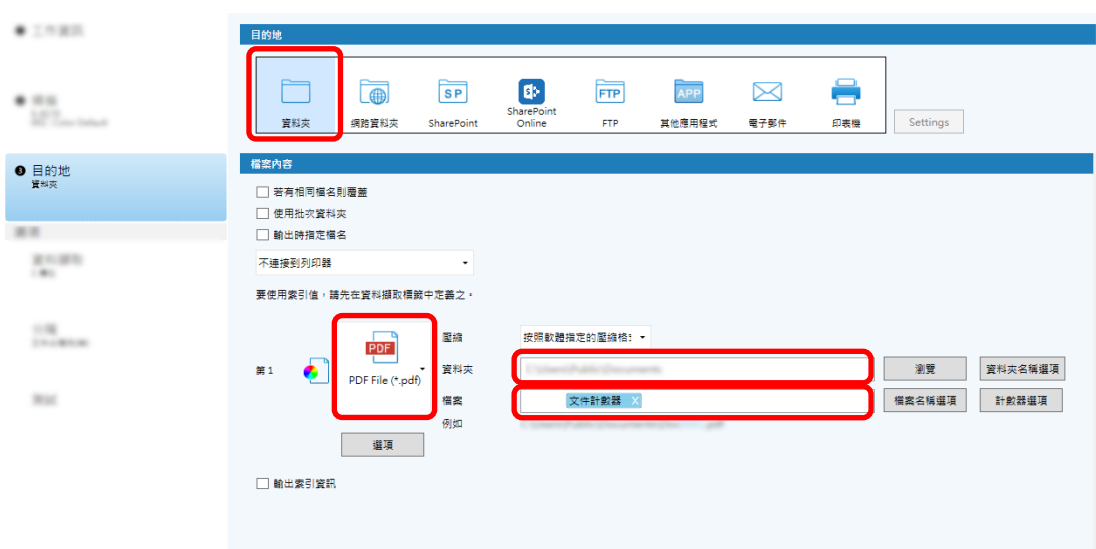 目的地
資料夾
網路資料夾
SharePoint
SharePoint
Online
FTP
其他應用程式
電子郵件
印表機
Settings
SP
FTP
APP
❸ 目的地
資料夾
檔案內容
若有相同檔名則覆蓋
使用批次資料夾
輸出時指定檔名
不連接到列印器
要使用索引值，請先在資料擷取標籤中定義之。
第 1
PDF
PDF File (*.pdf)
選項
壓縮
按照軟體指定的壓縮格式
資料夾
瀏覽
資料夾名稱選項
檔案
文件計數器 X
檔案名稱選項
計數器選項
例如
輸出索引資訊